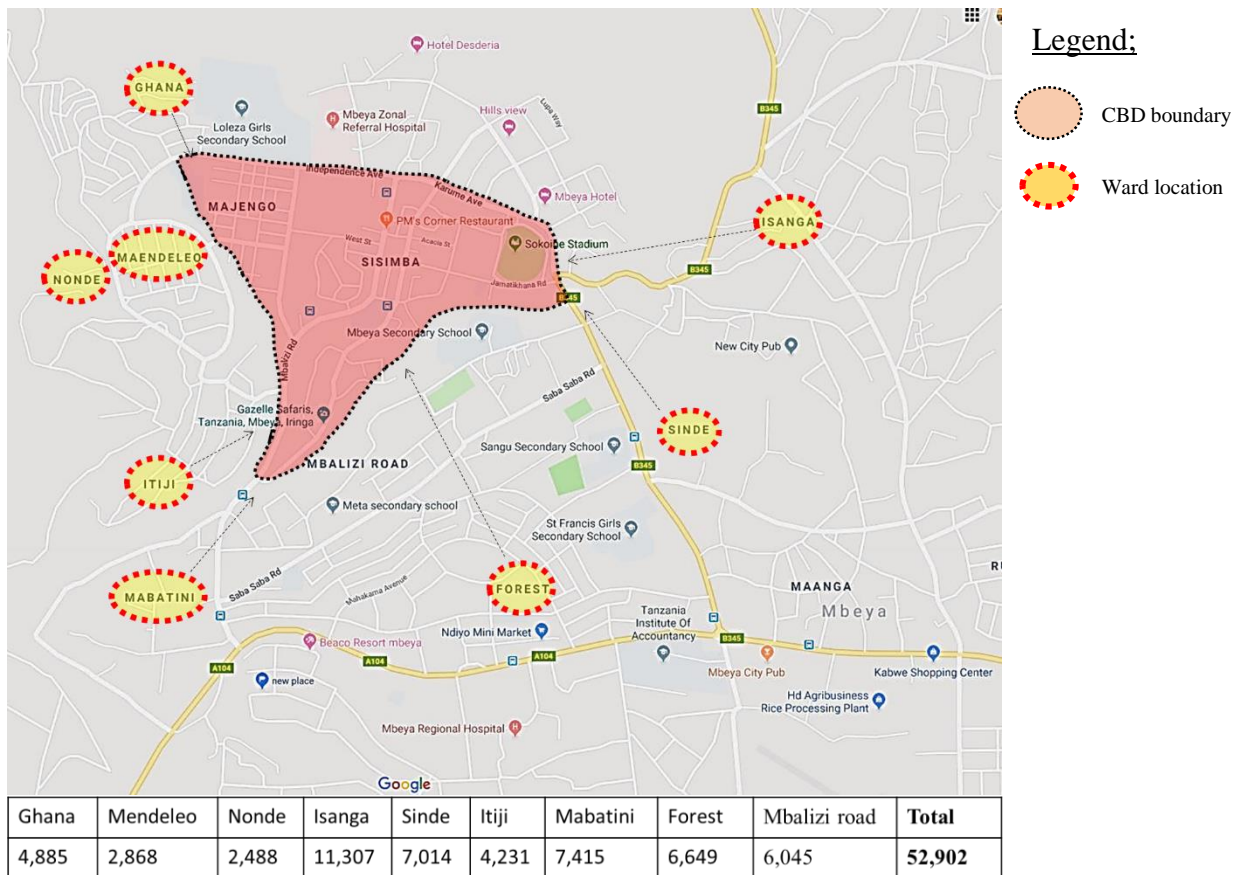 Legend;
CBD boundary
Ward location
Hotel Desderia
GHANA
Loleza Girls
Secondary School
Mbeya Zonal
Referral Hospital
Hills view
Lupa Way
B345
Independence Ave
Karume Ave
Mbeya Hotel
MAJENGO
PM's Corner Restaurant
ISANGA
West St
Acacia St
Sokoine Stadium
MAENDELEO
SISIMBA
B345
NONDE
Jamatikhana Rd
B345
B345
Mbeya Secondary School
New City Pub
Mbalizi Rd
Saba Saba Rd
Gazelle Safaris,
Tanzania, Mbeya, Iringa
SINDE
Sangu Secondary School
MBALIZI ROAD
B345
ITIJI
Meta secondary school
St Francis Girls
Secondary School
Saba Saba Rd
Mahakama Avenue
MABATINI
FOREST
MAANGA
Mbeya
RU
Ndiyo Mini Market
Tanzania
Institute Of
Accountancy
Beaco Resort mbeya
B345
A104
A104
Mbeya City Pub
Kabwe Shopping Center
new place
Hd Agribusiness
Rice Processing Plant
Mbeya Regional Hospital
Google
Ghana Mendeleo Nonde Isanga Sinde Itiji Mabatini Forest Mbalizi road Total
4,885 2,868 2,488 11,307 7,014 4,231 7,415 6,649 6,045 52,902